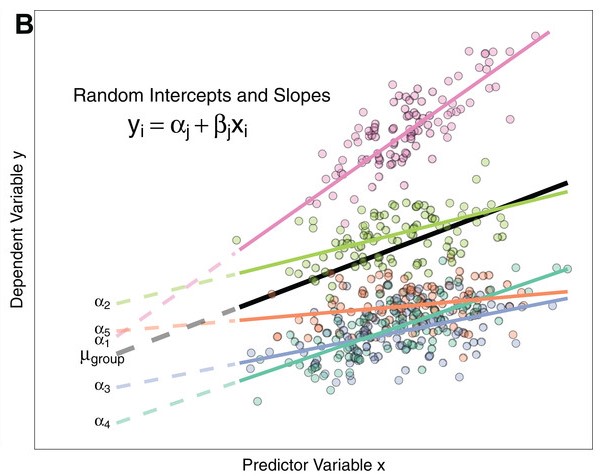 B
Random Intercepts and Slopes
yi = αj + βjxi
Dependent Variable y
α2
α5
α1
μgroup
α3
α4
Predictor Variable x